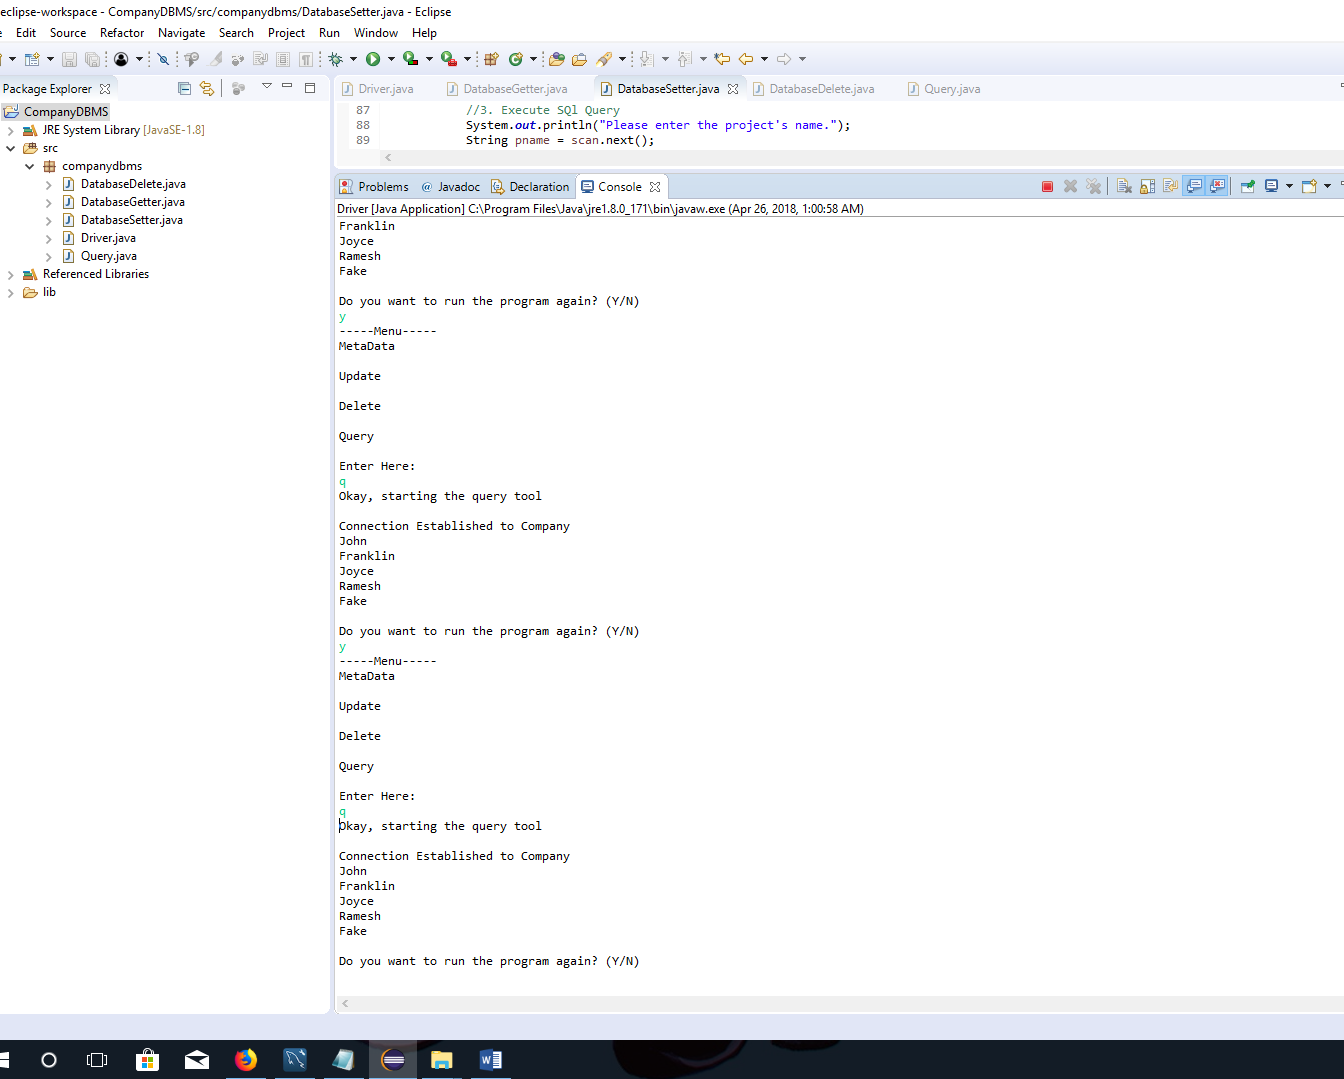 eclipse-workspace - CompanyDBMS/src/companydbms/DatabaseSetter.java - Eclipse
Edit Source Refactor Navigate Search Project Run Window Help
Package Explorer
CompanyDBMS
JRE System Library [JavaSE-1.8]
src
companydbms
DatabaseDelete.java
DatabaseGetter.java
DatabaseSetter.java
Driver.java
Query.java
Referenced Libraries
lib
Driver.java DatabaseGetter.java DatabaseSetter.java DatabaseDelete.java Query.java
87 //3. Execute SQl Query
88 System.out.println("Please enter the project's name.");
89 String pname = scan.next();
Problems @ Javadoc Declaration Console
Driver [Java Application] C:\Program Files\Java\jre1.8.0_171\bin\javaw.exe (Apr 26, 2018, 1:00:58 AM)
Franklin
Joyce
Ramesh
Fake
Do you want to run the program again? (Y/N)
y
-----Menu-----
MetaData
Update
Delete
Query
Enter Here:
q
Okay, starting the query tool
Connection Established to Company
John
Franklin
Joyce
Ramesh
Fake
Do you want to run the program again? (Y/N)
y
-----Menu-----
MetaData
Update
Delete
Query
Enter Here:
q
Okay, starting the query tool
Connection Established to Company
John
Franklin
Joyce
Ramesh
Fake
Do you want to run the program again? (Y/N)